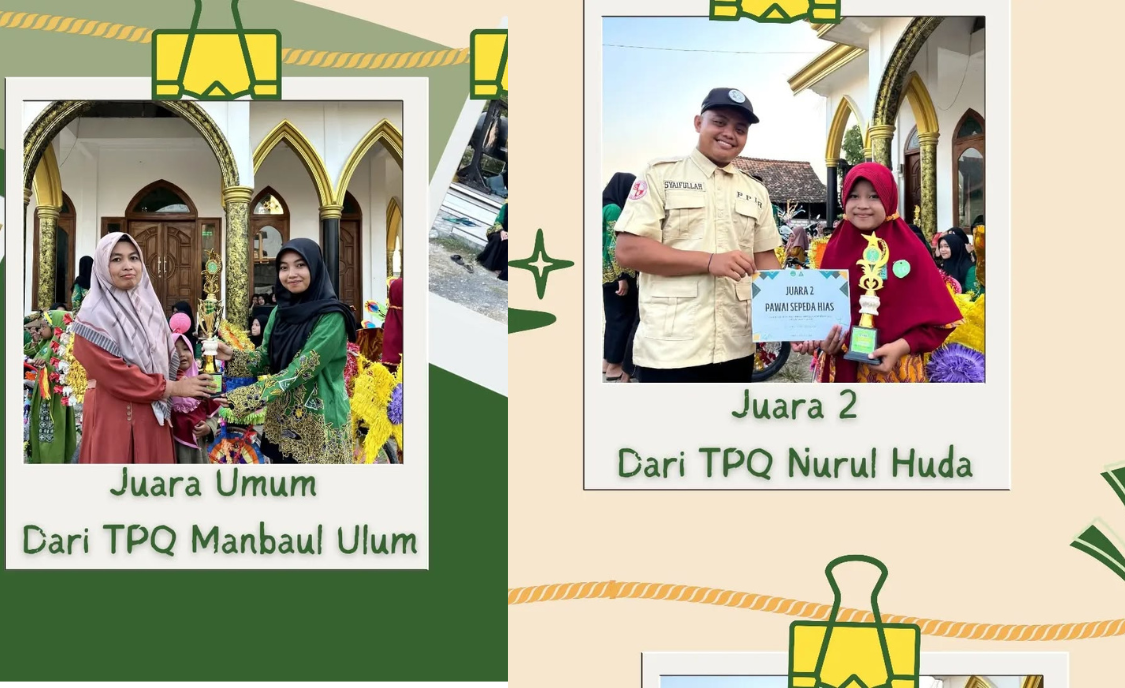 Juara Umum
Dari TPQ Manbaul Ulum
SYAIFULLAH
JUARA 2
PAWAI SEPEDA HIAS
Juara 2
Dari TPQ Nurul Huda